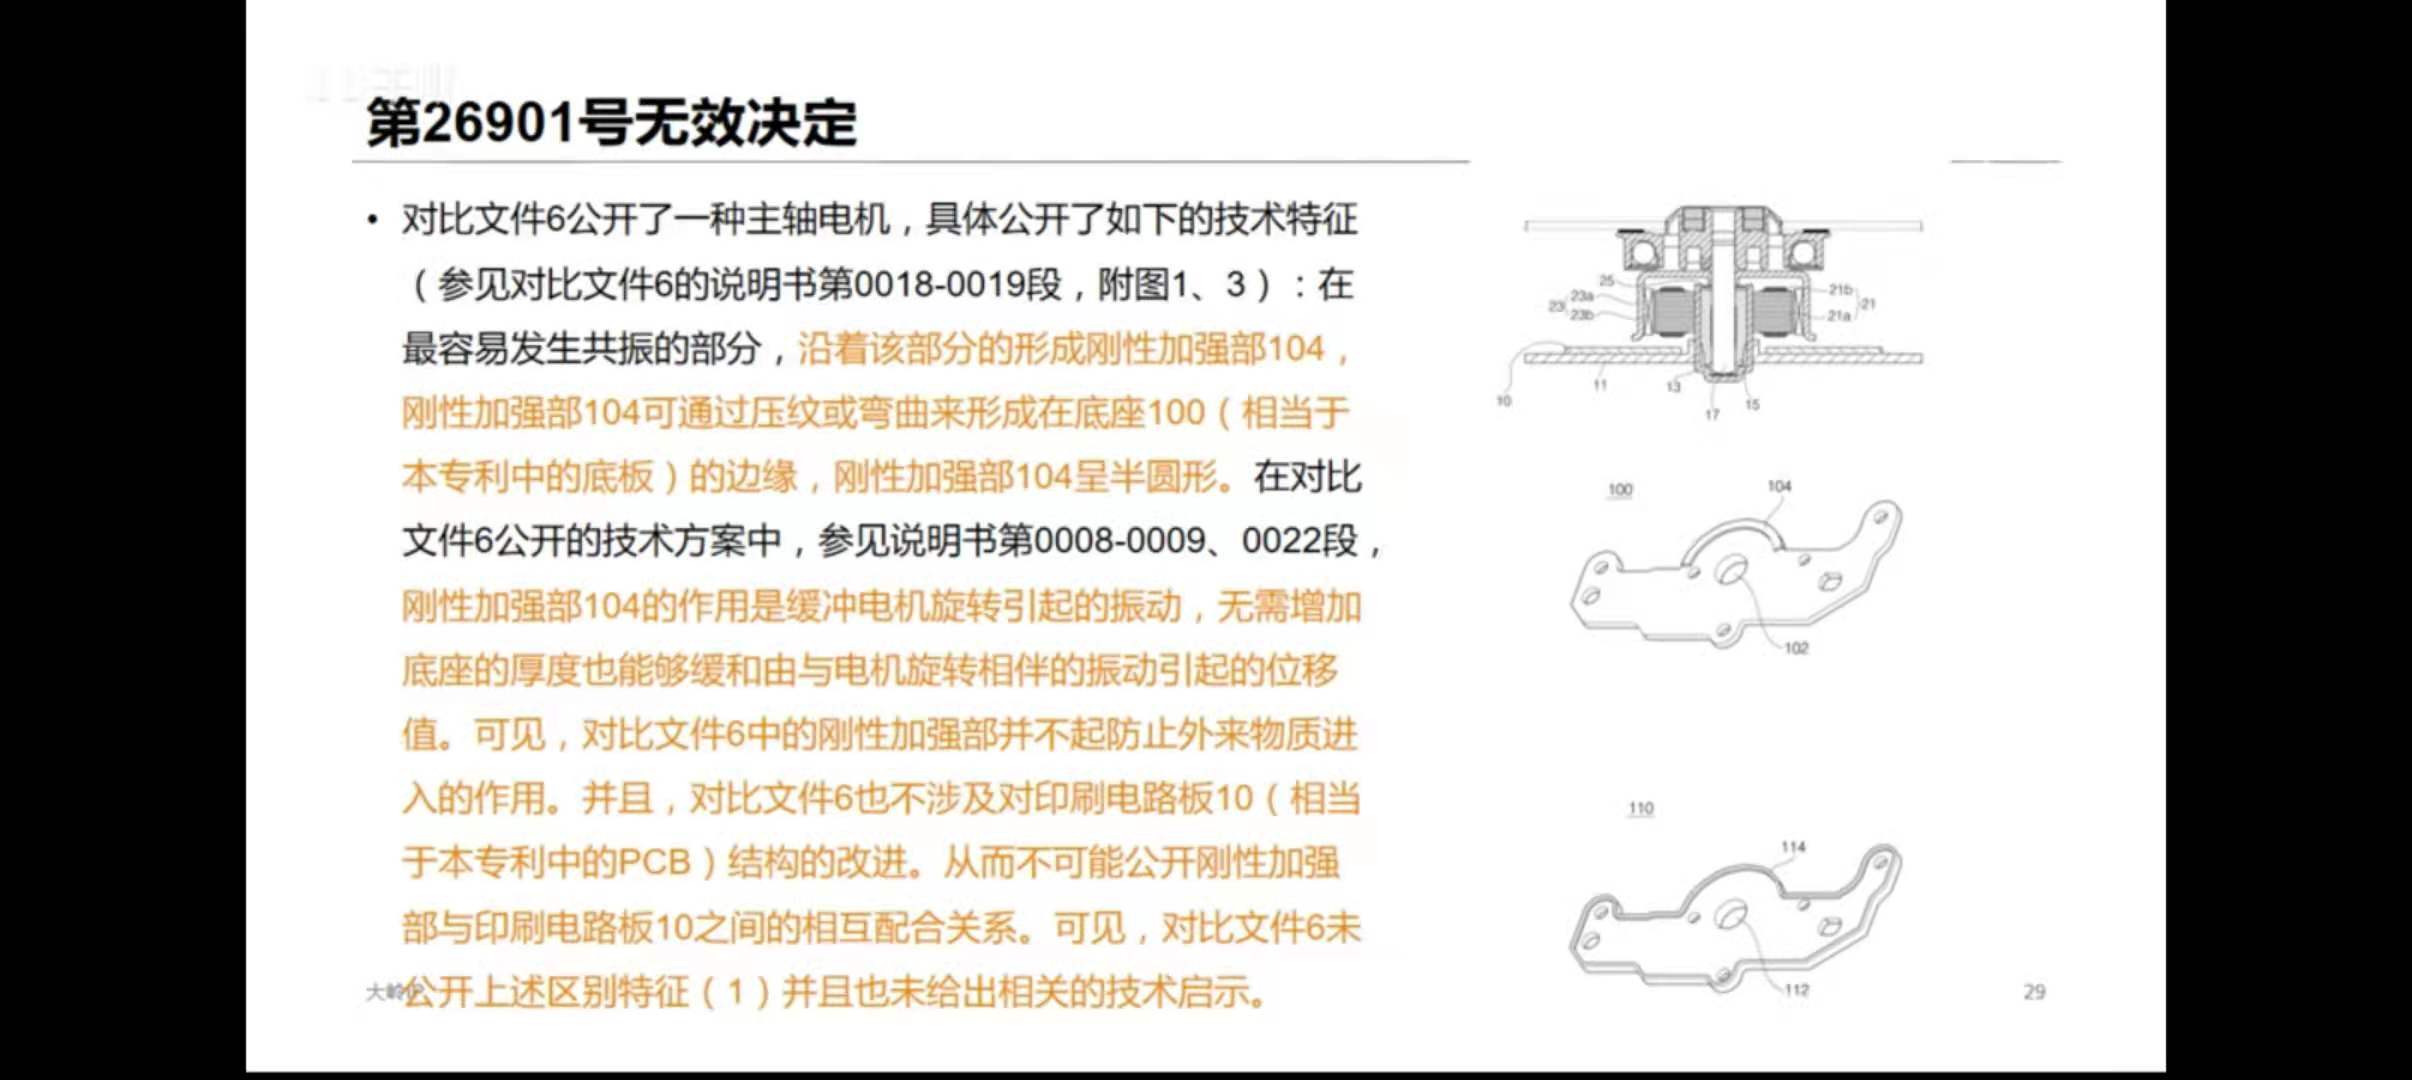 第26901号无效决定
• 对比文件6公开了一种主轴电机，具体公开了如下的技术特征
（参见对比文件6的说明书第0018-0019段，附图1、3）：在
最容易发生共振的部分，沿着该部分的形成刚性加强部104，
刚性加强部104可通过压纹或弯曲来形成在底座100（相当于
本专利中的底板）的边缘，刚性加强部104呈半圆形。在对比
文件6公开的技术方案中，参见说明书第0008-0009、0022段，
刚性加强部104的作用是缓冲电机旋转引起的振动，无需增加
底座的厚度也能够缓和由与电机旋转相伴的振动引起的位移
值。可见，对比文件6中的刚性加强部并不起防止外来物质进
入的作用。并且，对比文件6也不涉及对印刷电路板10（相当
于本专利中的PCB）结构的改进。从而不可能公开刚性加强
部与印刷电路板10之间的相互配合关系。可见，对比文件6未
公开上述区别特征（1）并且也未给出相关的技术启示。
25
23a
23
23b
21b
21
21a
11
13
10
17
15
100
104
102
110
114
112
大岭IP
29